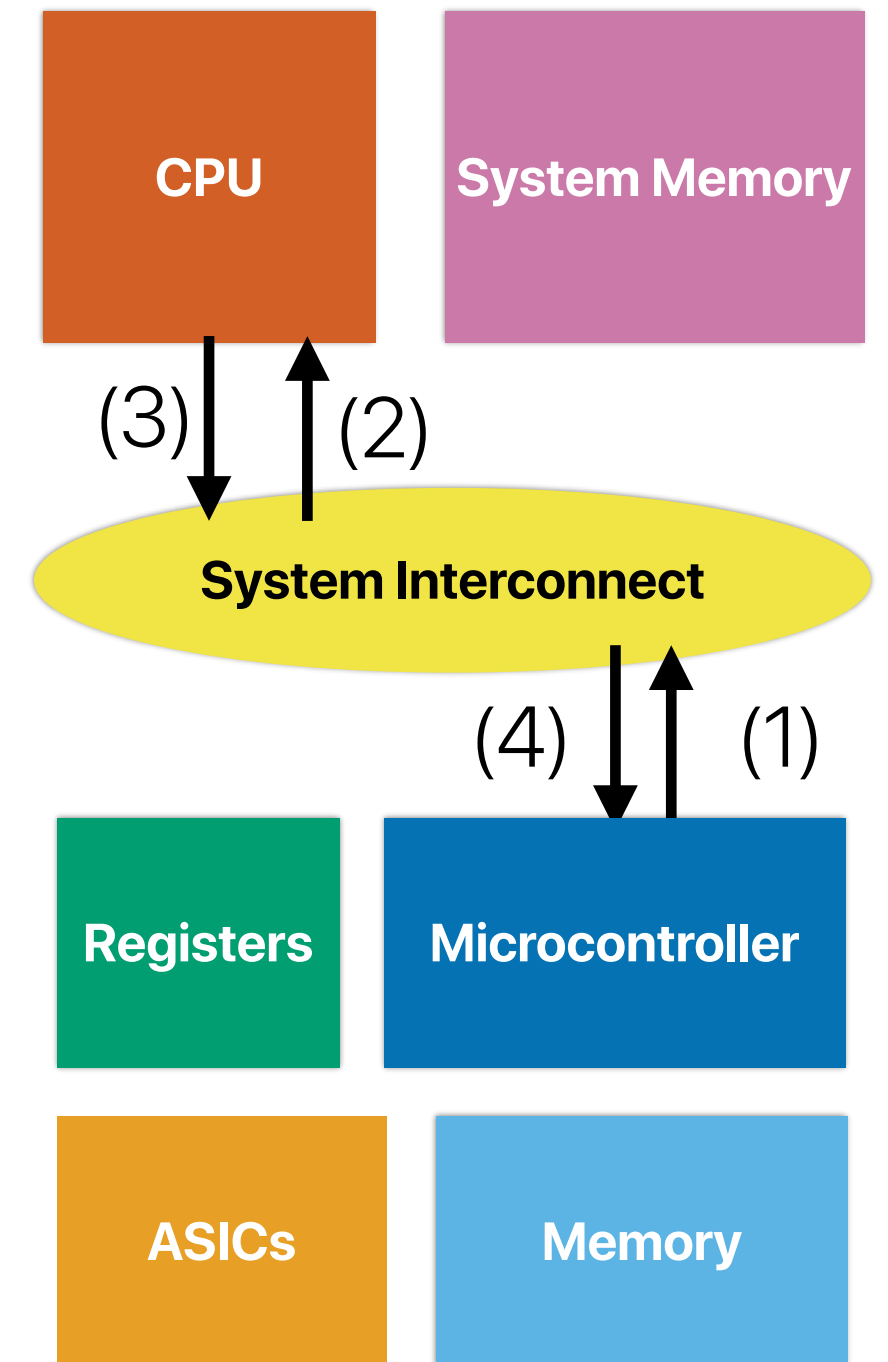 CPU
System Memory
(3)
(2)
System Interconnect
(4)
(1)
Registers
Microcontroller
ASICs
Memory